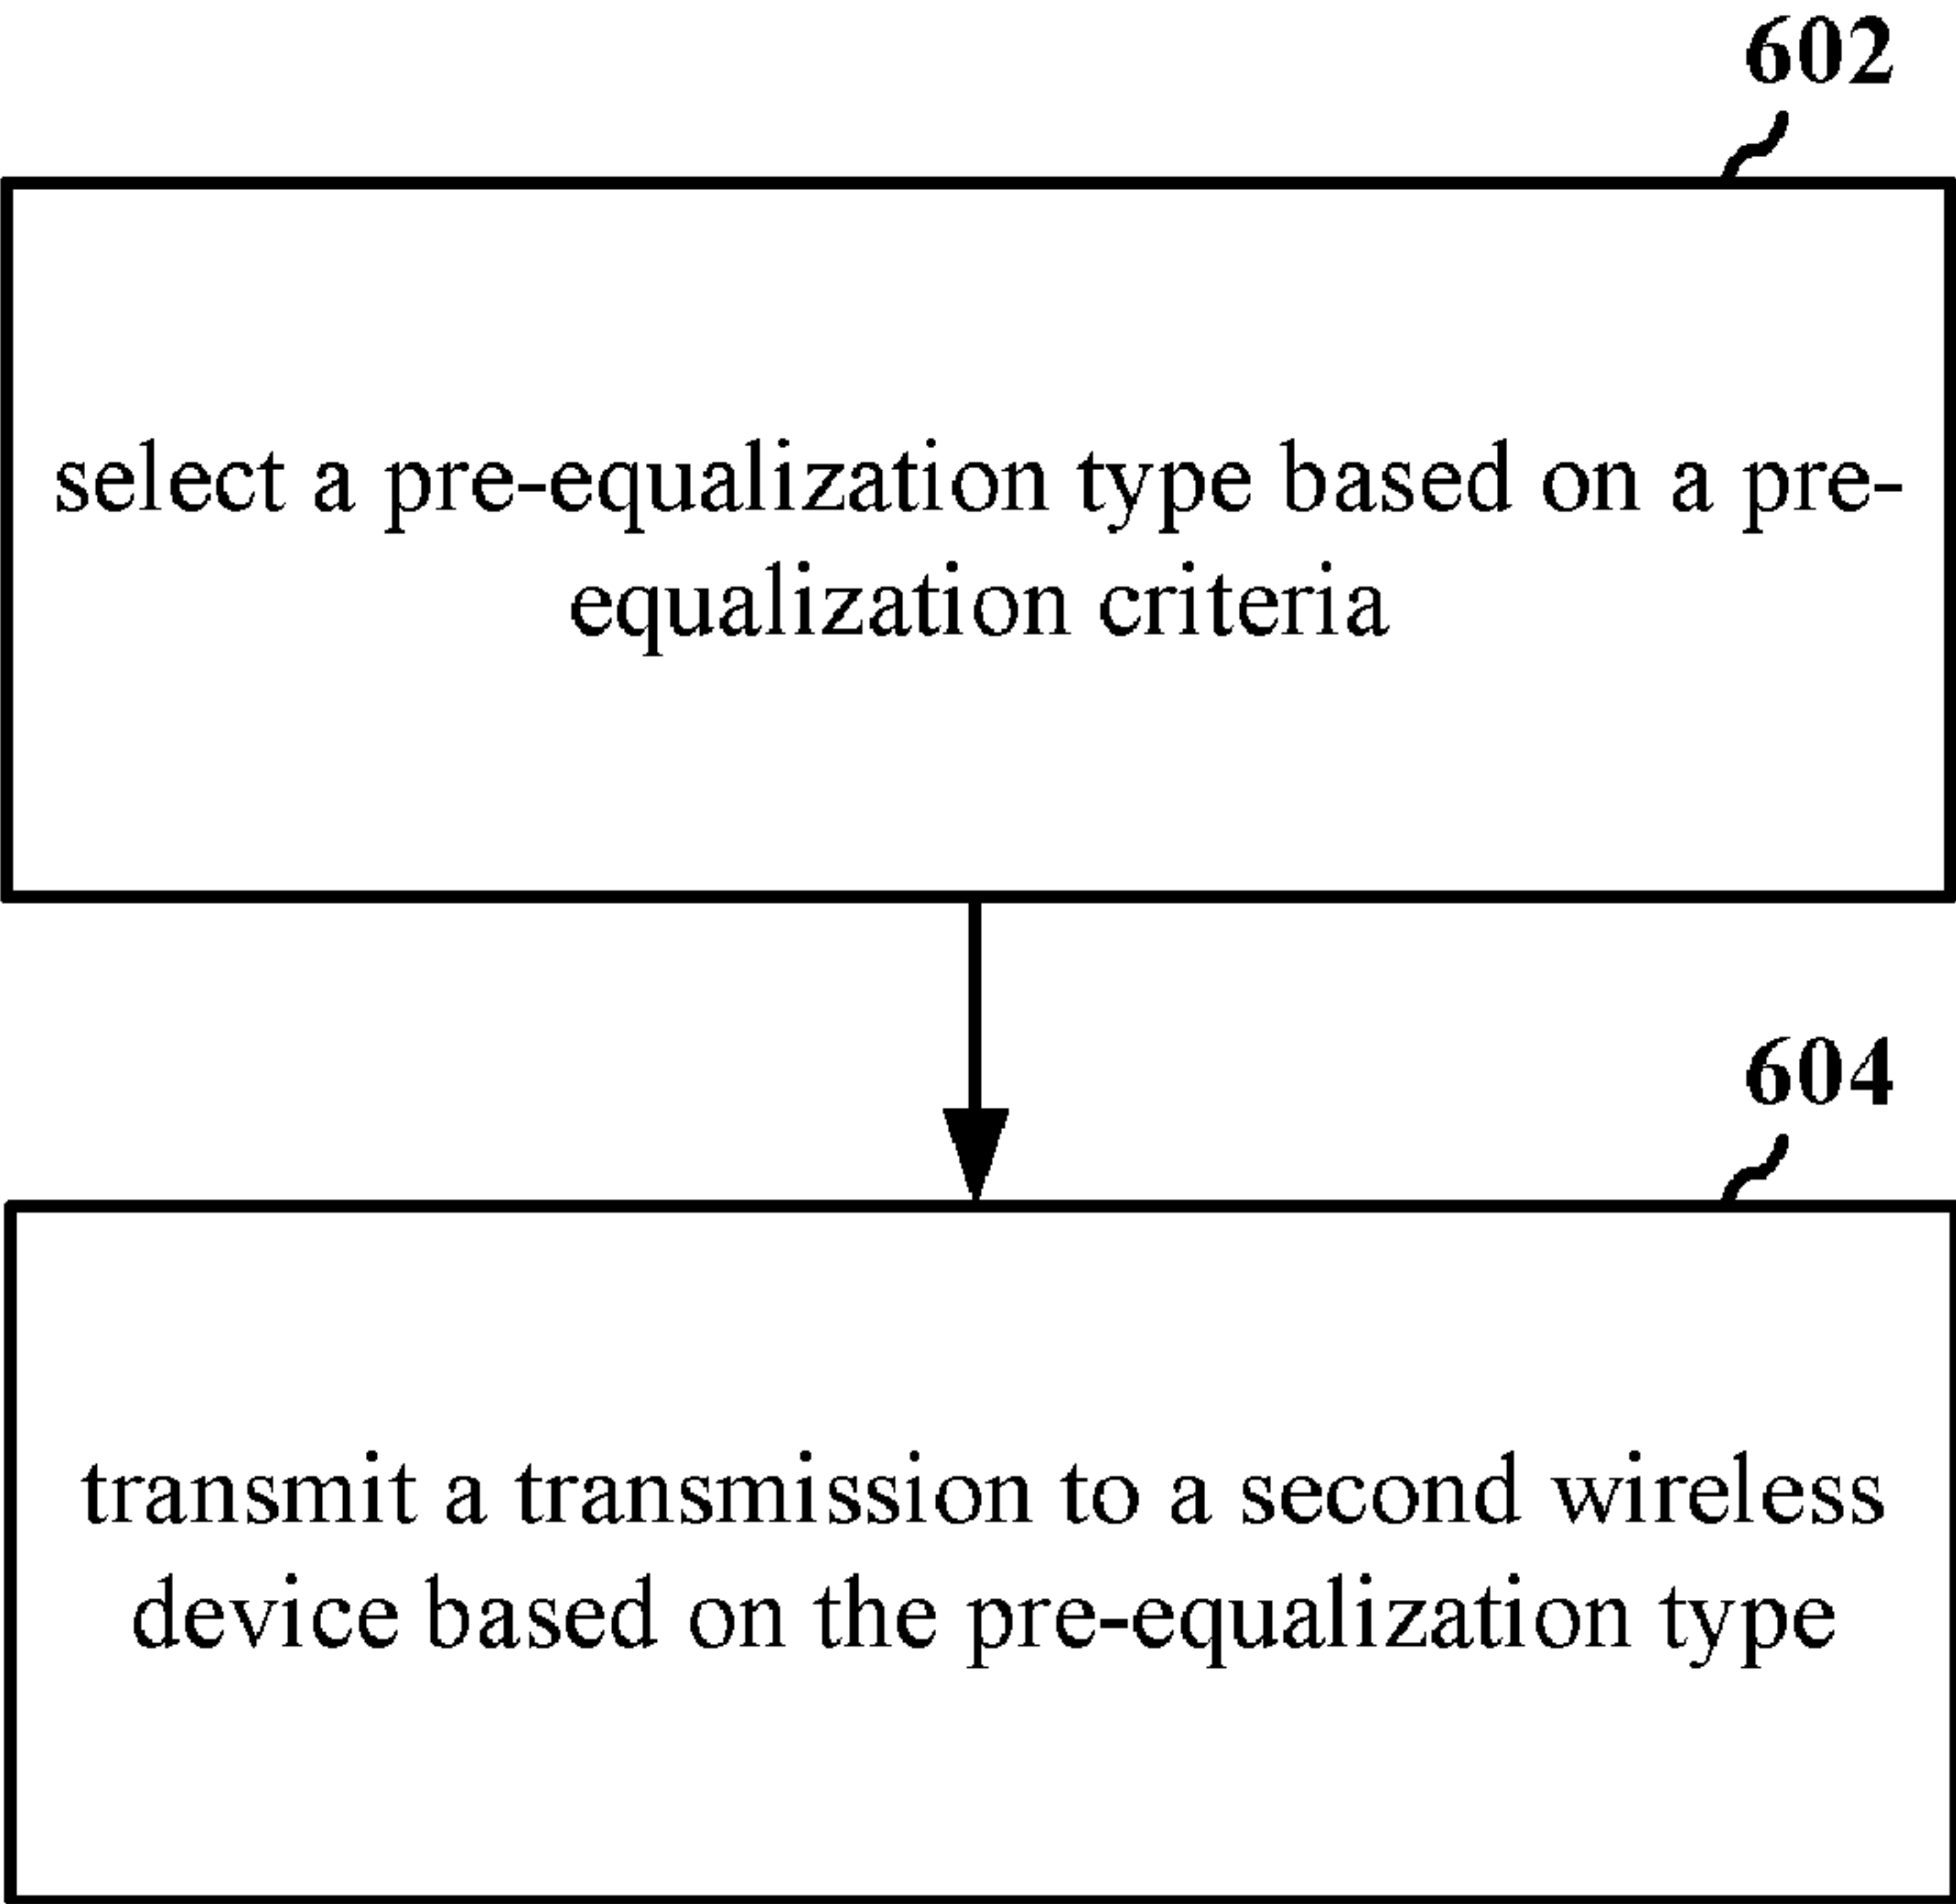 602
select a pre-equalization type based on a pre-
equalization criteria
604
transmit a transmission to a second wireless
device based on the pre-equalization type